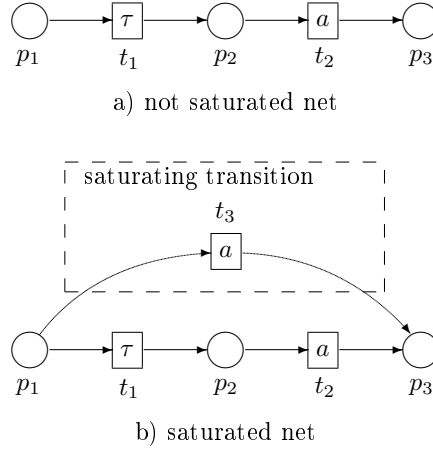 τ a
p1 p2 p3
t1 t2
a) not saturated net
saturating transition
t3
a
τ a
p1 p2 p3
t1 t2
b) saturated net